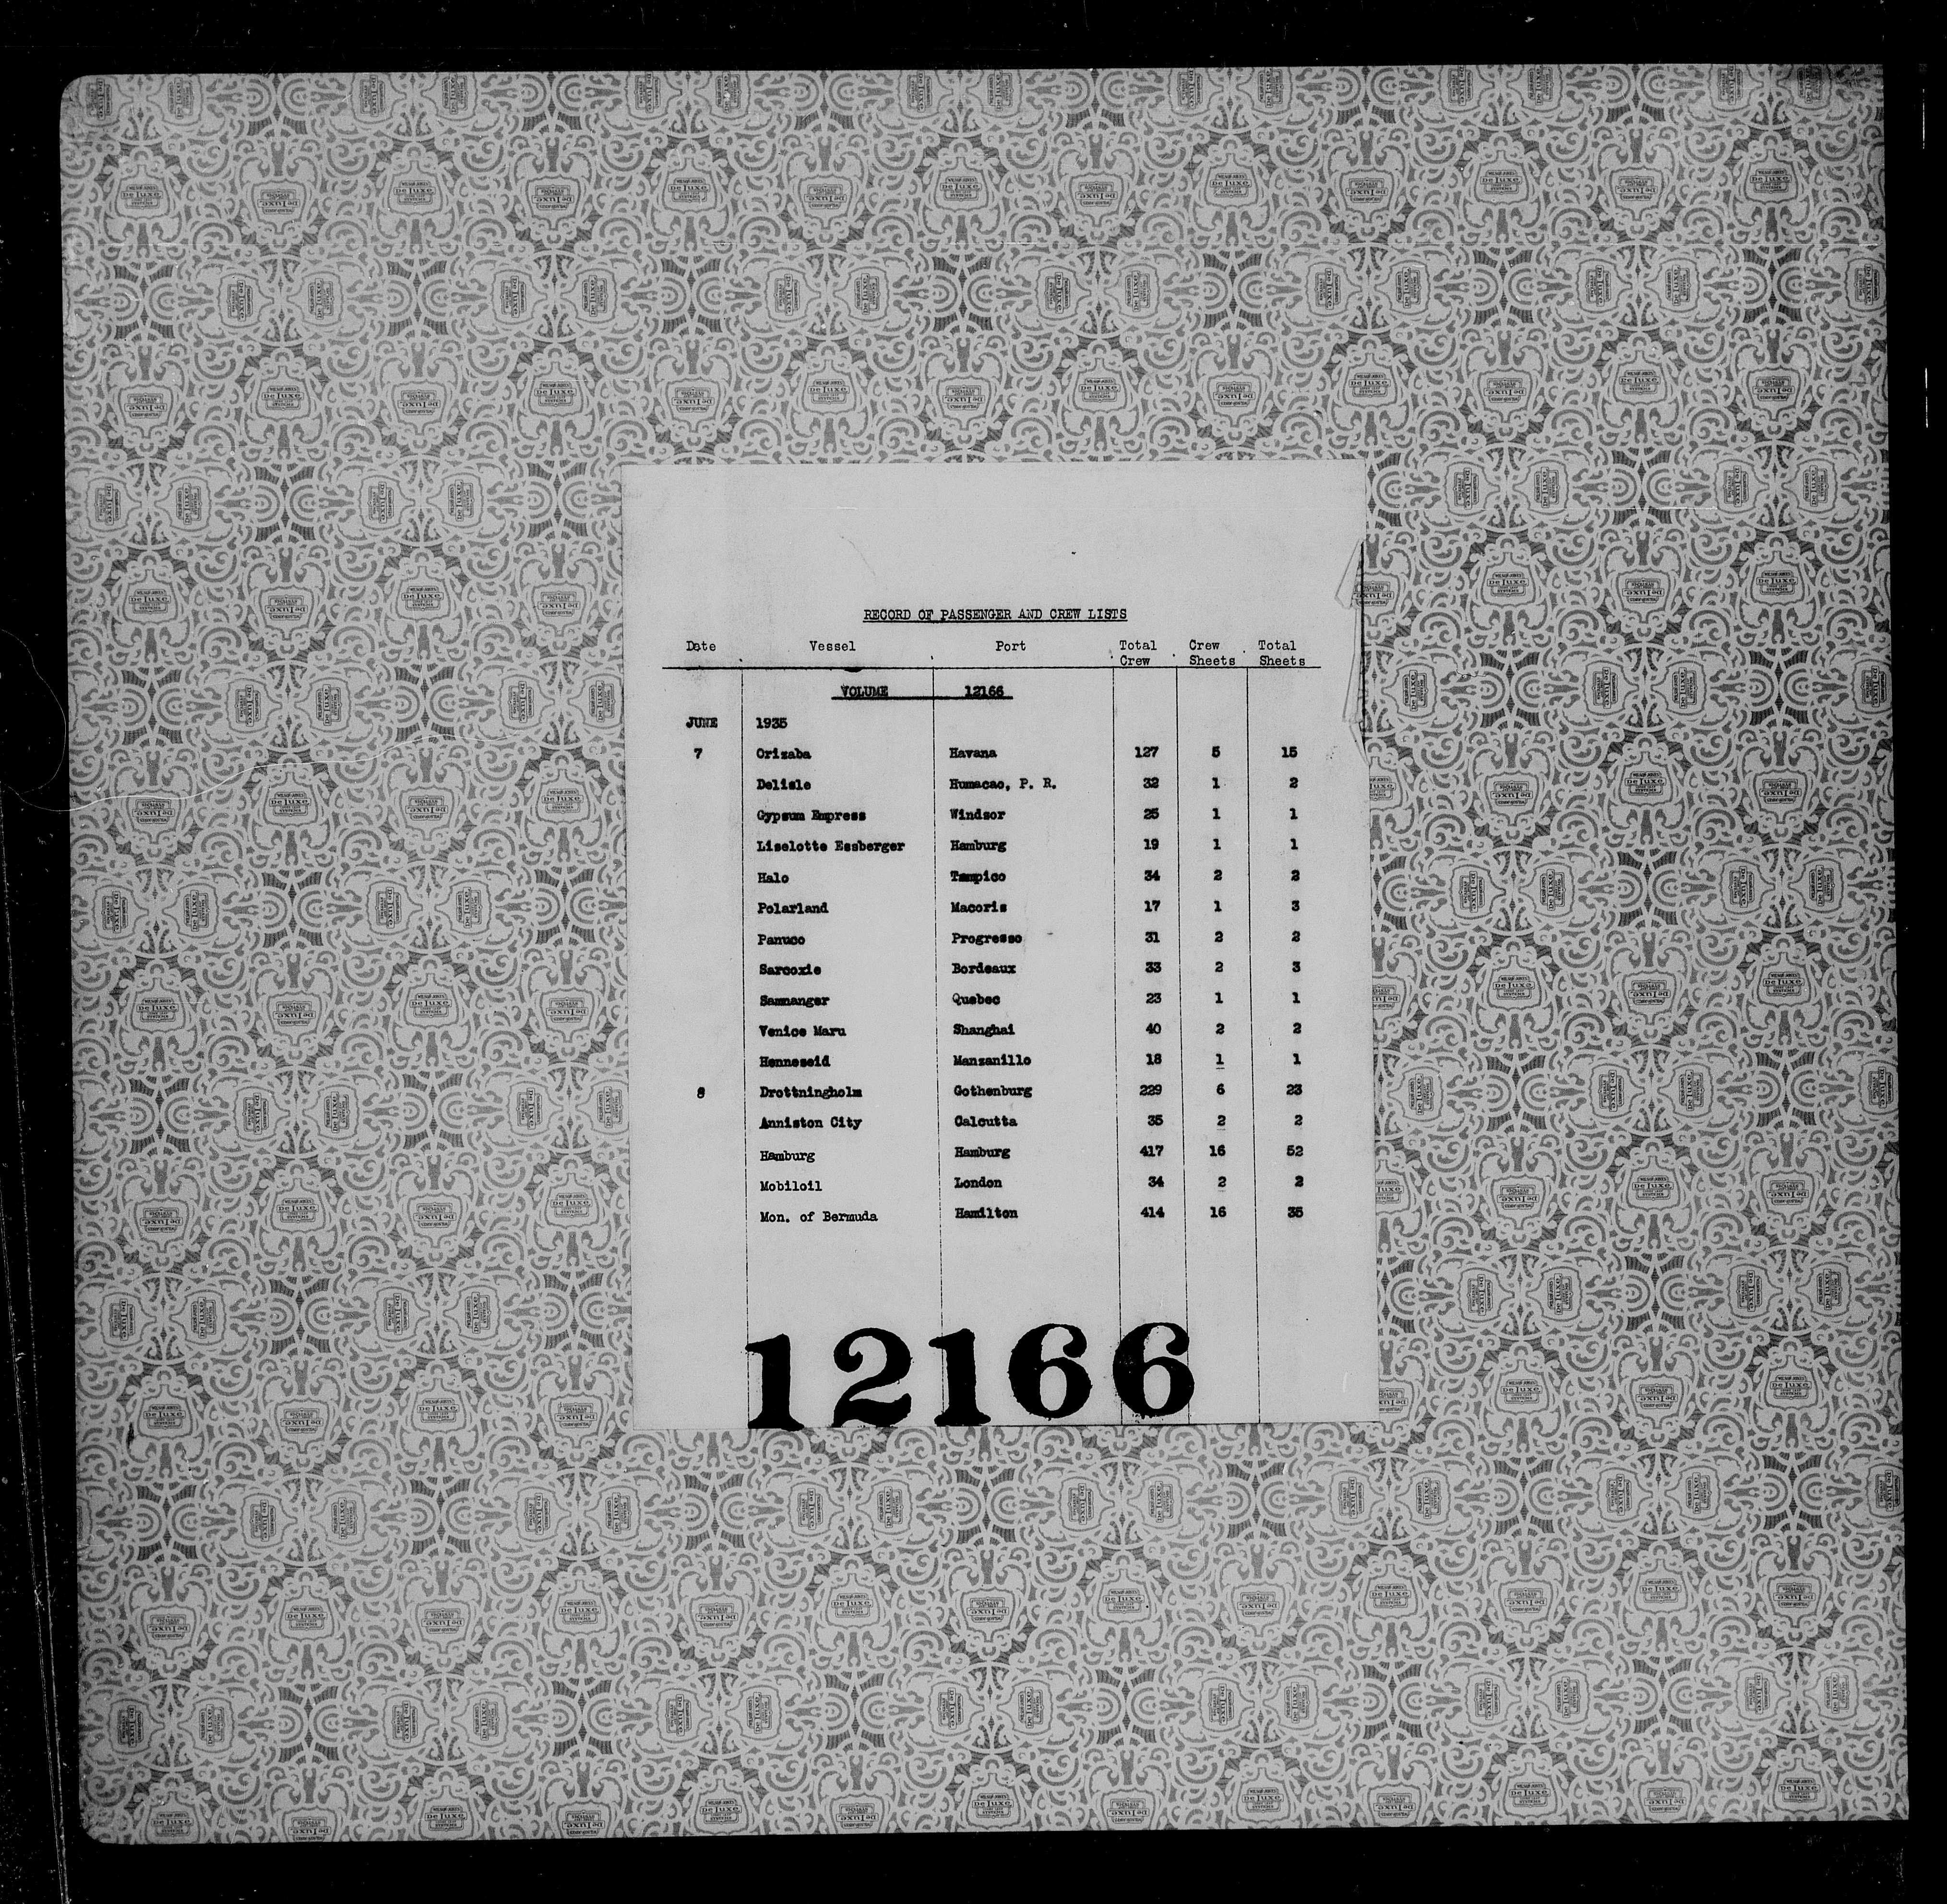 RECORD OF PASSENGER AND CREW LISTS
Date Vessel Port Total Crew Crew Sheets Total Sheets
VOLUME 12166
JUNE 1935
7 Orizaba Havana 127 5 15
Delisle Humacao, P. R. 32 1 2
Gypsum Empress Windsor 25 1 1
Liselotte Essberger Hamburg 19 1 1
Halo Tampico 34 2 2
Polarland Macoris 17 1 3
Panuco Progresso 31 2 2
Sarcoxie Bordeaux 33 2 3
Samnanger Quebec 23 1 1
Venice Maru Shanghai 40 2 2
Henneseid Manzanillo 18 1 1
8 Drottningholm Gothenburg 229 6 23
Anniston City Calcutta 35 2 2
Hamburg Hamburg 417 16 52
Mobiloil London 34 2 2
Mon. of Bermuda Hamilton 414 16 35
12166